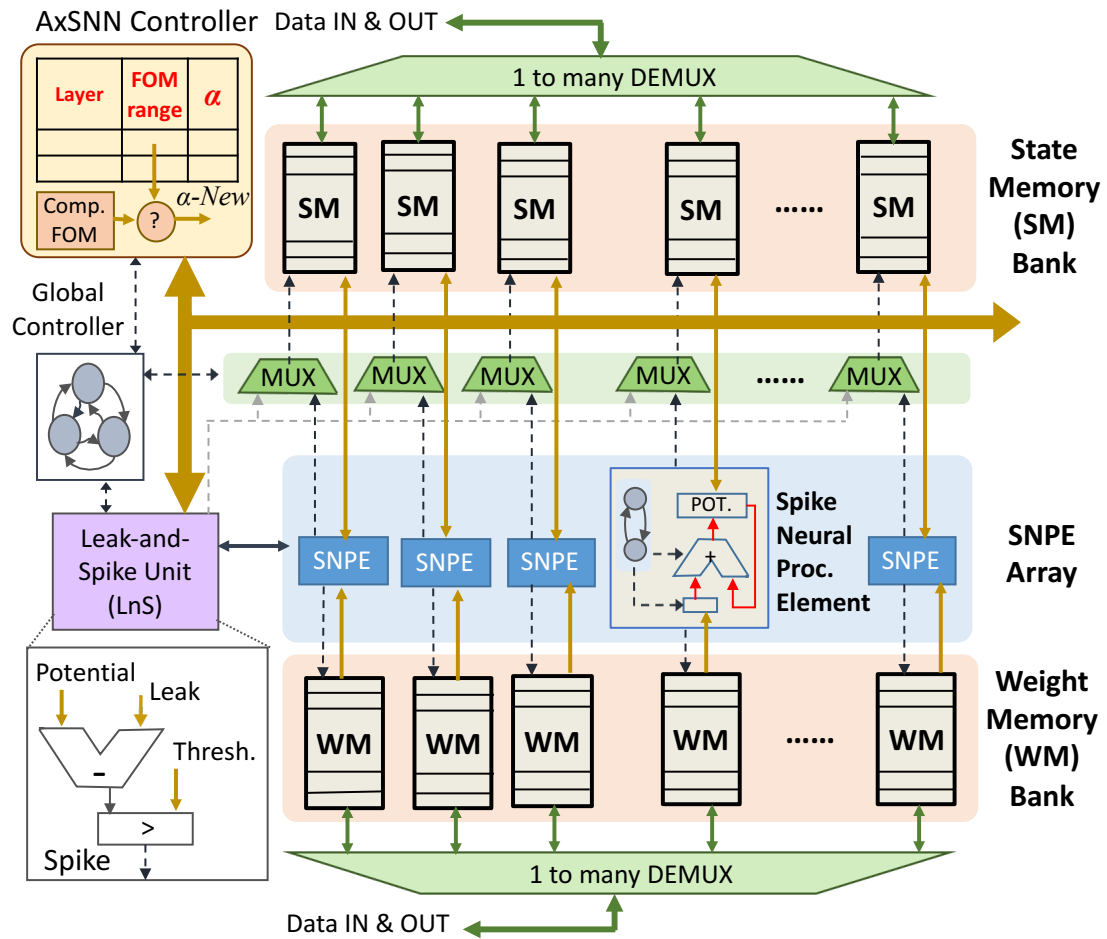 AxSNN Controller
Data IN & OUT
1 to many DEMUX
Layer
FOM
range
α
Comp.
FOM
?
α-New
SM
SM
SM
SM
......
SM
State
Memory
(SM)
Bank
Global
Controller
MUX
MUX
MUX
MUX
......
MUX
Leak-and-
Spike Unit
(LnS)
SNPE
SNPE
SNPE
POT.
+
Spike
Neural
Proc.
Element
SNPE
SNPE
Array
Potential
Leak
-
Thresh.
>
Spike
WM
WM
WM
WM
......
WM
Weight
Memory
(WM)
Bank
1 to many DEMUX
Data IN & OUT